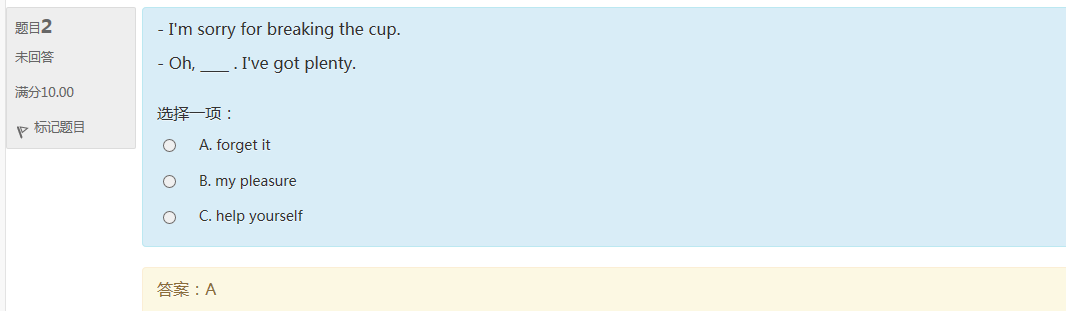 题目2
未回答
满分10.00
标记题目
- I'm sorry for breaking the cup.
- Oh, ____ . I've got plenty.
选择一项：
A. forget it
B. my pleasure
C. help yourself
答案：A